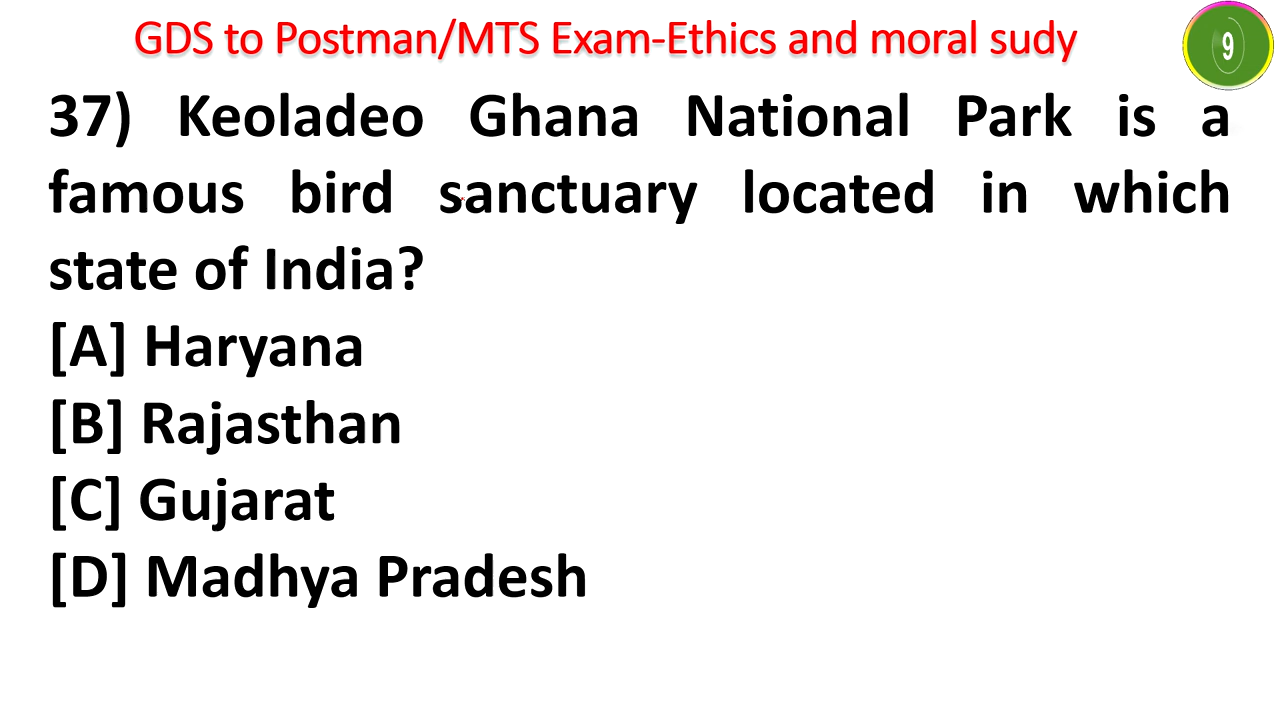 GDS to Postman/MTS Exam-Ethics and moral sudy
9
37) Keoladeo Ghana National Park is a
famous bird sanctuary located in which
state of India?
[A] Haryana
[B] Rajasthan
[C] Gujarat
[D] Madhya Pradesh